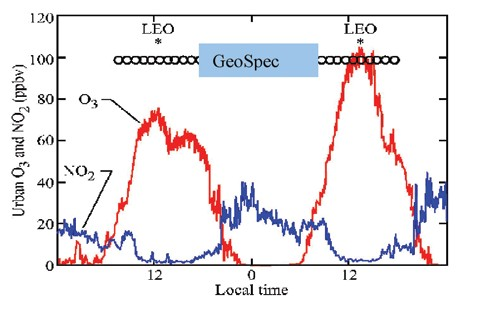 LEO LEO
* *
120
100
80
60
40
20
0
Urban O₃ and NO₂ (ppbv)
GeoSpec
O₃
NO₂
12 0 12
Local time